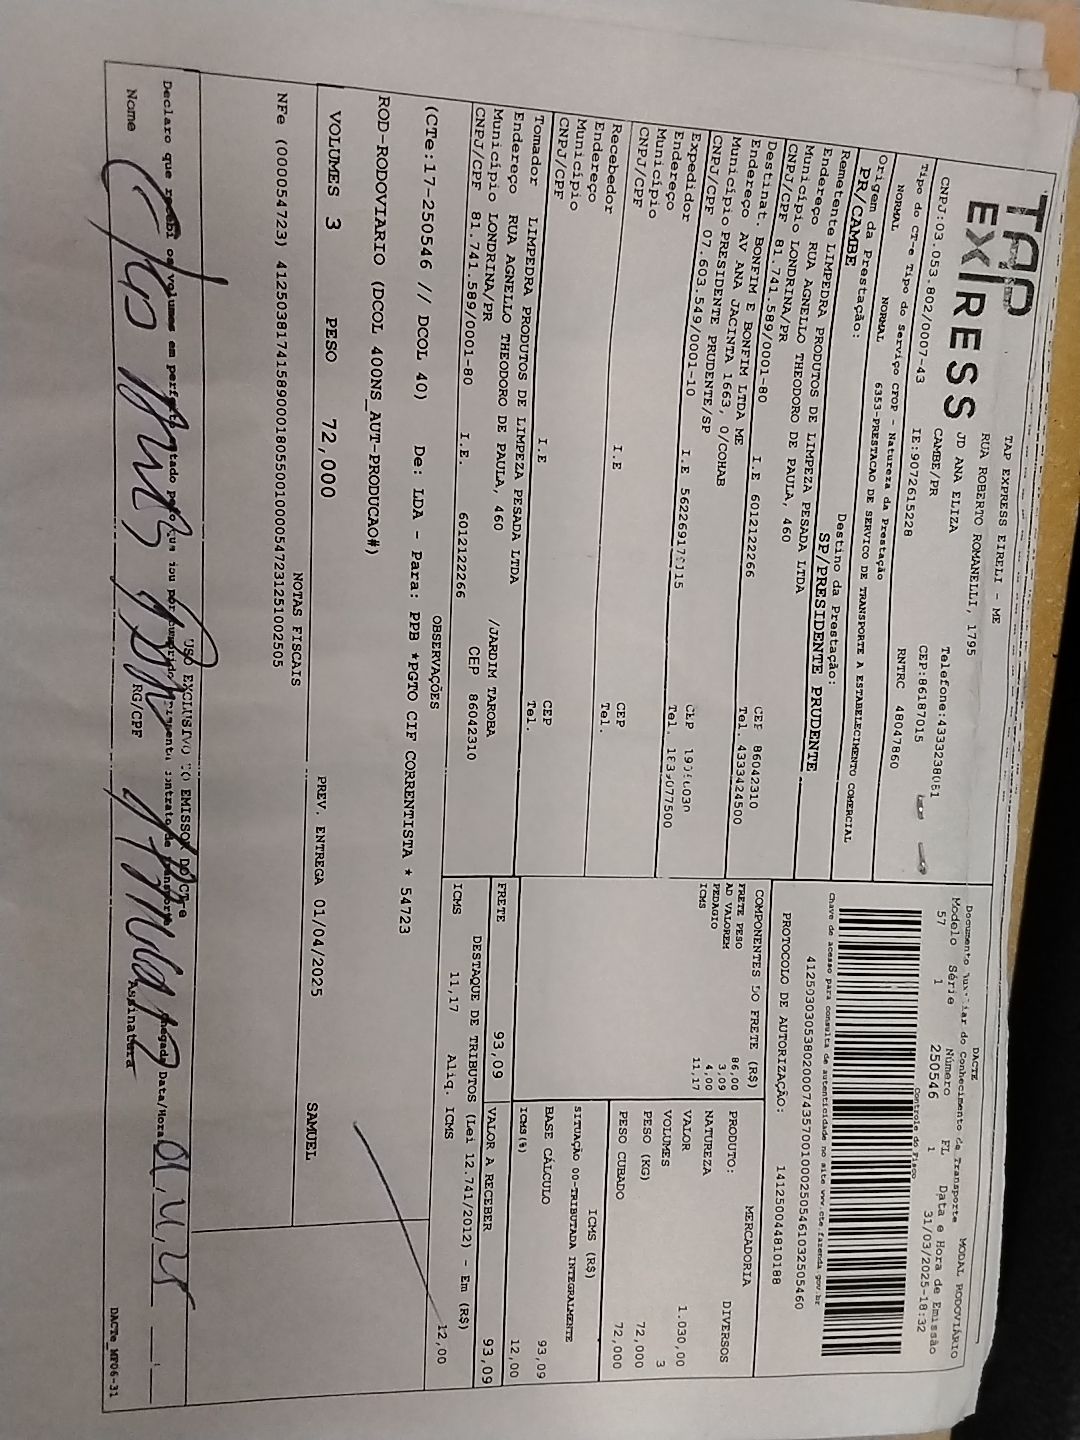 TAP EXPRESS
TAP EXPRESS EIRELI - ME
RUA ROBERTO ROMANELLI, 1795
JD ANA ELIZA
CAMBE/PR
CNPJ:03.053.802/0007-43 IE:9072615228 CEP:86187015
Tipo do CT-e Tipo do Serviço CFOP - Natureza da Prestação RNTRC 48047860
NORMAL NORMAL 6353-PRESTACAO DE SERVICO DE TRANSPORTE A ESTABELECIMENTO COMERCIAL
Origem da Prestação: Destino da Prestação:
PR/CAMBE SP/PRESIDENTE PRUDENTE
Remetente LIMPEDRA PRODUTOS DE LIMPEZA PESADA LTDA
Endereço RUA AGNELLO THEODORO DE PAULA, 460
Município LONDRINA/PR CEP 86042310
CNPJ/CPF 81.741.589/0001-80 I.E 6012122266 Tel. 4333424500
Destinat. BONFIM E BONFIM LTDA ME
Endereço AV ANA JACINTA 1663, 0/COHAB
Município PRESIDENTE PRUDENTE/SP CEP
CNPJ/CPF 07.603.549/0001-10 I.E Tel.
Expedidor
Endereço
Município CEP
CNPJ/CPF I.E Tel.
Recebedor
Endereço
Município CEP
CNPJ/CPF I.E Tel.
Tomador LIMPEDRA PRODUTOS DE LIMPEZA PESADA LTDA
Endereço RUA AGNELLO THEODORO DE PAULA, 460 /JARDIM TAROBA
Município LONDRINA/PR CEP 86042310
CNPJ/CPF 81.741.589/0001-80 I.E. 6012122266
DACTE MODAL RODOVIÁRIO
Documento do Conhecimento de Transporte
Modelo Série Número FL Data e Hora de Emissão
57 1 250546 1 31/03/2025-18:32
Controle do Fisco
Chave de acesso para consulta de autenticidade no site www.cte.fazenda.gov.br
41250303053802000743570010002505461032505460
PROTOCOLO DE AUTORIZAÇÃO: 141250044810188
COMPONENTES DO FRETE (R$)
FRETE PESO 86,00
AD VALOREM 3,09
PEDAGIO 4,00
ICMS 11,17
MERCADORIA
PRODUTO: DIVERSOS
NATUREZA
VALOR 1.030,00
VOLUMES 3
PESO (KG) 72,000
PESO CUBADO 72,000
ICMS (R$)
SITUAÇÃO 00-TRIBUTADA INTEGRALMENTE
BASE CÁLCULO 93,09
ICMS(%) 12,00
FRETE 93,09 VALOR A RECEBER 93,09
DESTAQUE DE TRIBUTOS (Lei 12.741/2012) - Em (R$)
ICMS 11,17 Aliq. ICMS 12,00
OBSERVAÇÕES
(CTe:17-250546 // DCOL 40) De: LDA - Para: PPB *PGTO CIF CORRENTISTA * 54723
ROD-RODOVIARIO (DCOL 400NS_AUT-PRODUCAO#)
VOLUMES 3 PESO 72,000 PREV. ENTREGA 01/04/2025 SAMUEL
NOTAS FISCAIS
NFe (000054723) 41250381741589000180550010000547231251002505
USO EXCLUSIVO DO EMISSOR DO CT-e
Declaro que recebi os volumes em perfeito estado pelo que dou por cumprido o presente contrato de transporte Chegada Data/Hora
Nome RG/CPF Assinatura
DACTe_MF06-31